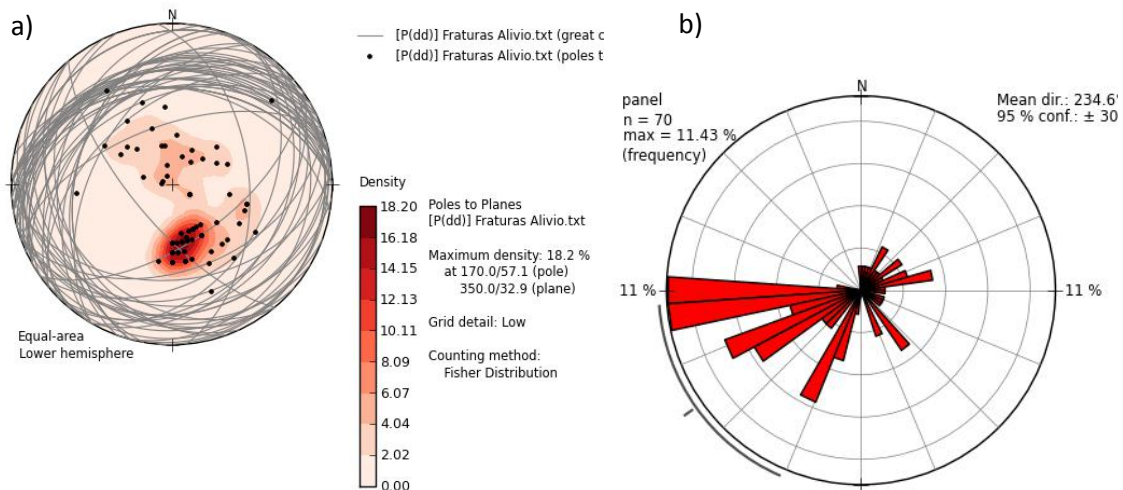 a)
N
[P(dd)] Fraturas Alivio.txt (great c
[P(dd)] Fraturas Alivio.txt (poles t
Equal-area
Lower hemisphere
Density
18.20
16.18
14.15
12.13
10.11
8.09
6.07
4.04
2.02
0.00
Poles to Planes
[P(dd)] Fraturas Alivio.txt
Maximum density: 18.2 %
at 170.0/57.1 (pole)
350.0/32.9 (plane)
Grid detail: Low
Counting method:
Fisher Distribution
b)
N
panel
n = 70
max = 11.43 %
(frequency)
Mean dir.: 234.6°
95 % conf.: ± 30
11 %
11 %